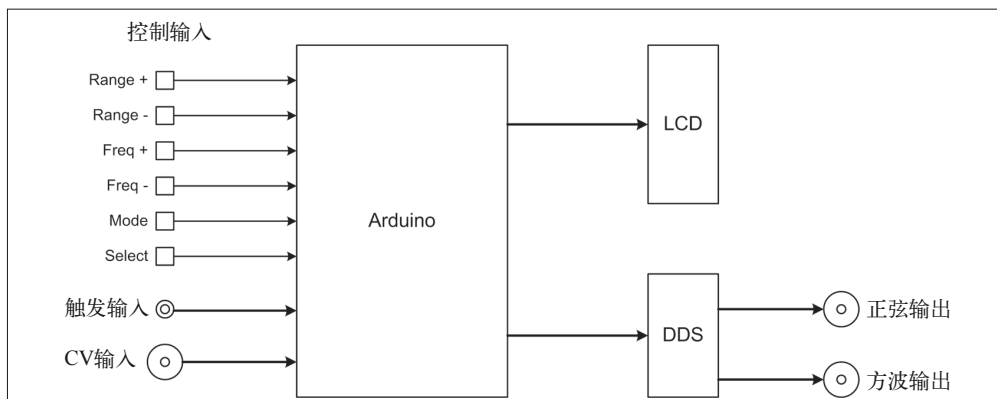 控制输入
Range +
Range -
Freq +
Freq -
Mode
Select
触发输入
CV输入
Arduino
LCD
DDS
正弦输出
方波输出